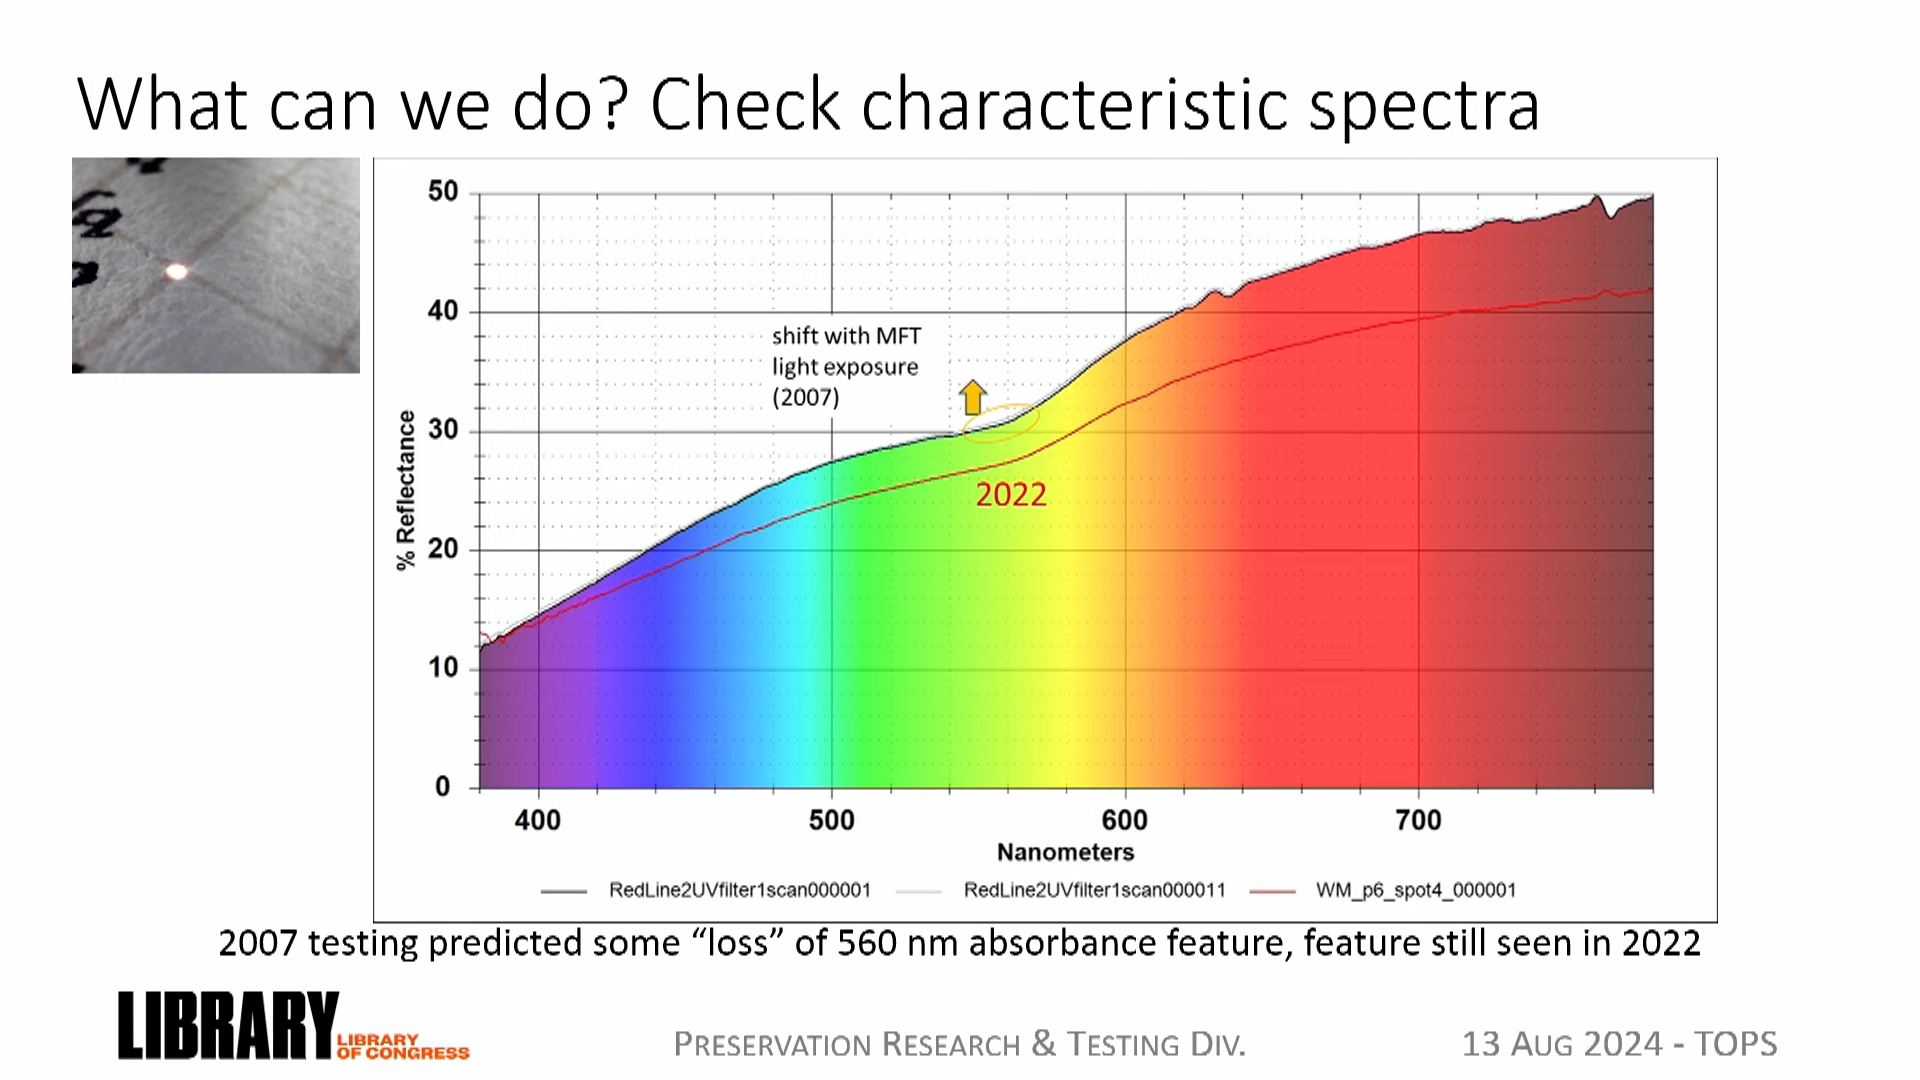 What can we do? Check characteristic spectra
50
40
30
20
10
0
% Reflectance
shift with MFT
light exposure
(2007)
2022
400 500 600 700
Nanometers
RedLine2UVfilter1scan000001 RedLine2UVfilter1scan000011 WM_p6_spot4_000001
2007 testing predicted some “loss” of 560 nm absorbance feature, feature still seen in 2022
LIBRARY
LIBRARY
OF CONGRESS
PRESERVATION RESEARCH & TESTING DIV.
13 AUG 2024 - TOPS